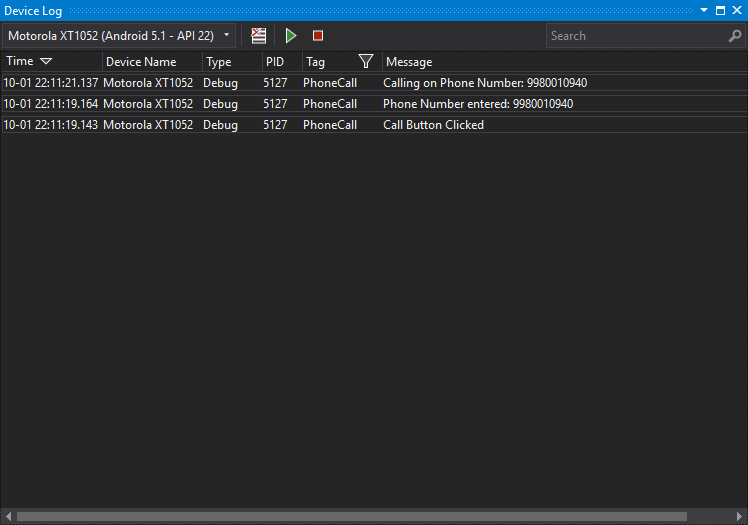 Device Log
Motorola XT1052 (Android 5.1 - API 22)
Search
Time Device Name Type PID Tag Message
10-01 22:11:21.137 Motorola XT1052 Debug 5127 PhoneCall Calling on Phone Number: 9980010940
10-01 22:11:19.164 Motorola XT1052 Debug 5127 PhoneCall Phone Number entered: 9980010940
10-01 22:11:19.143 Motorola XT1052 Debug 5127 PhoneCall Call Button Clicked